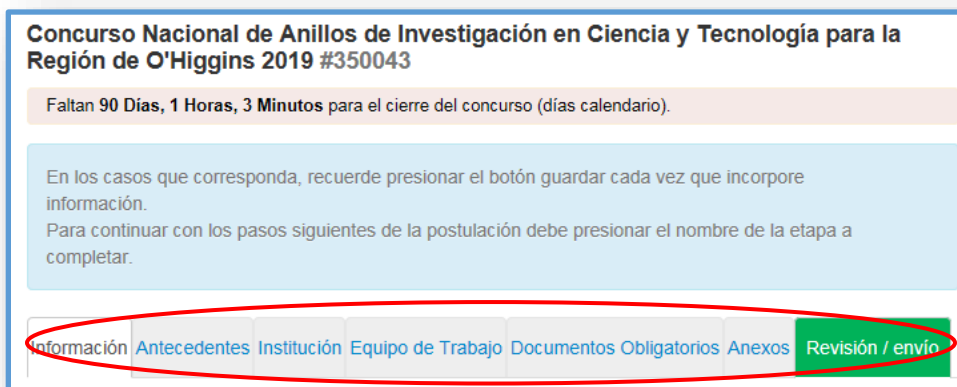 Concurso Nacional de Anillos de Investigación en Ciencia y Tecnología para la
Región de O'Higgins 2019 #350043
Faltan 90 Días, 1 Horas, 3 Minutos para el cierre del concurso (días calendario).
En los casos que corresponda, recuerde presionar el botón guardar cada vez que incorpore
información.
Para continuar con los pasos siguientes de la postulación debe presionar el nombre de la etapa a
completar.
Información Antecedentes Institución Equipo de Trabajo Documentos Obligatorios Anexos Revisión / envío